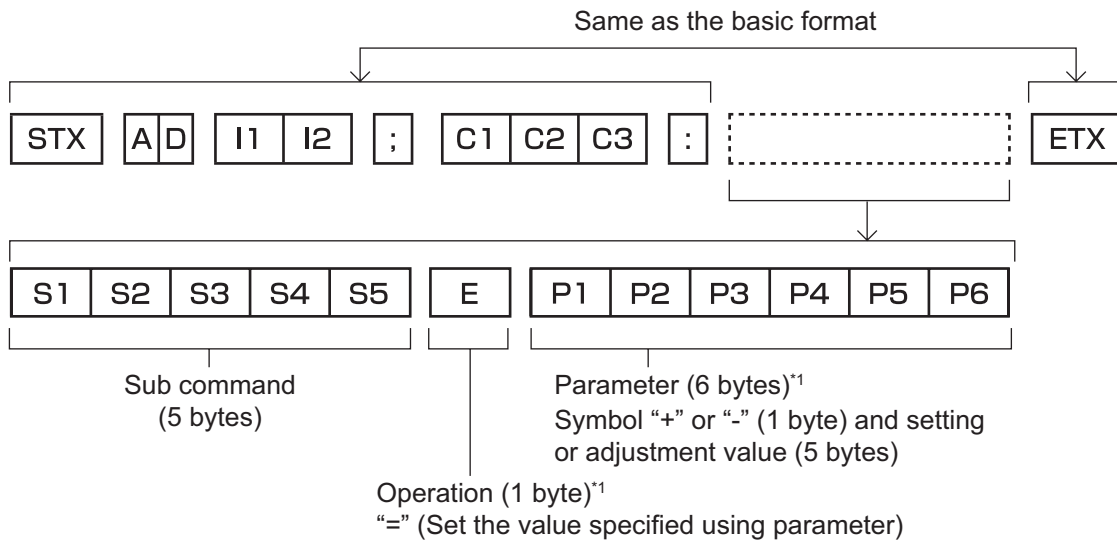 Same as the basic format
STX A D I1 I2 ; C1 C2 C3 : ETX
S1 S2 S3 S4 S5 E P1 P2 P3 P4 P5 P6
Sub command
(5 bytes)
Parameter (6 bytes)*1
Symbol “+” or “-” (1 byte) and setting
or adjustment value (5 bytes)
Operation (1 byte)*1
“=” (Set the value specified using parameter)